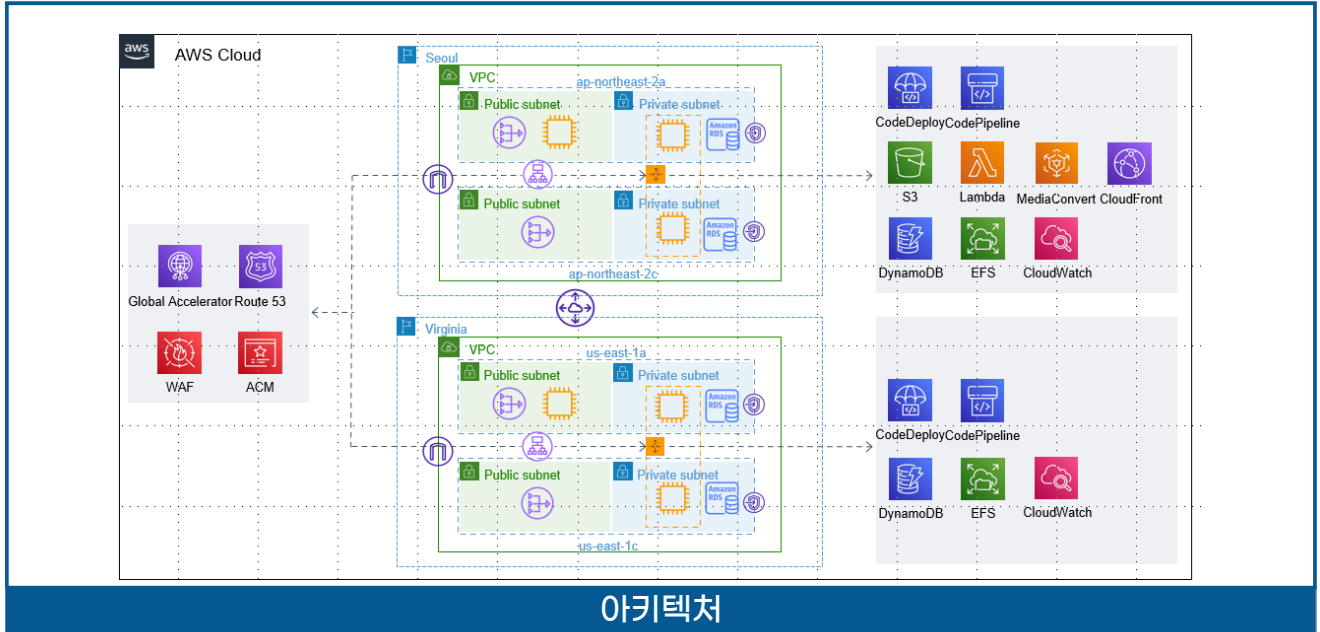 aws
AWS Cloud
Seoul
VPC
ap-northeast-2a
Public subnet
Private subnet
Amazon
RDS
Public subnet
Private subnet
Amazon
RDS
ap-northeast-2c
CodeDeploy
CodePipeline
S3
Lambda
MediaConvert
CloudFront
DynamoDB
EFS
CloudWatch
53
Global Accelerator
Route 53
WAF
ACM
Virginia
VPC
us-east-1a
Public subnet
Private subnet
Amazon
RDS
Public subnet
Private subnet
Amazon
RDS
us-east-1c
CodeDeploy
CodePipeline
DynamoDB
EFS
CloudWatch
아키텍처